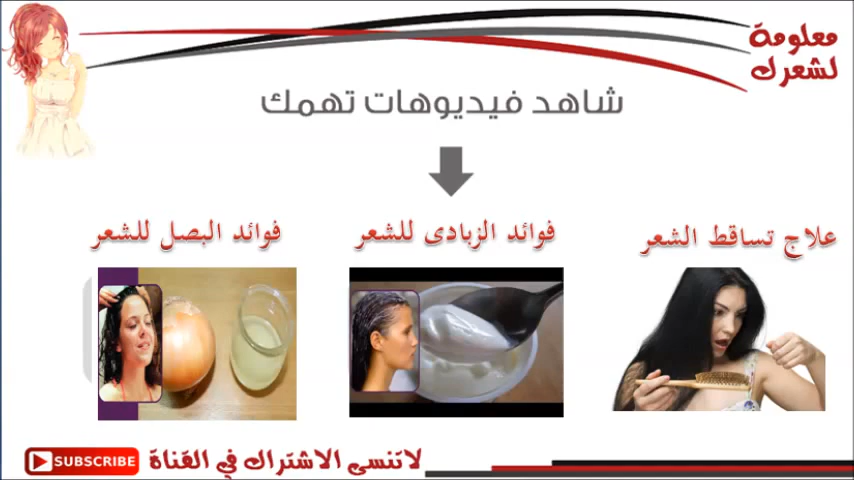 معلومة
لشعرك
شاهد فيديوهات تهمك
علاج تساقط الشعر
فوائد الزبادى للشعر
فوائد البصل للشعر
لاتنسى الاشتراك في القناة
SUBSCRIBE